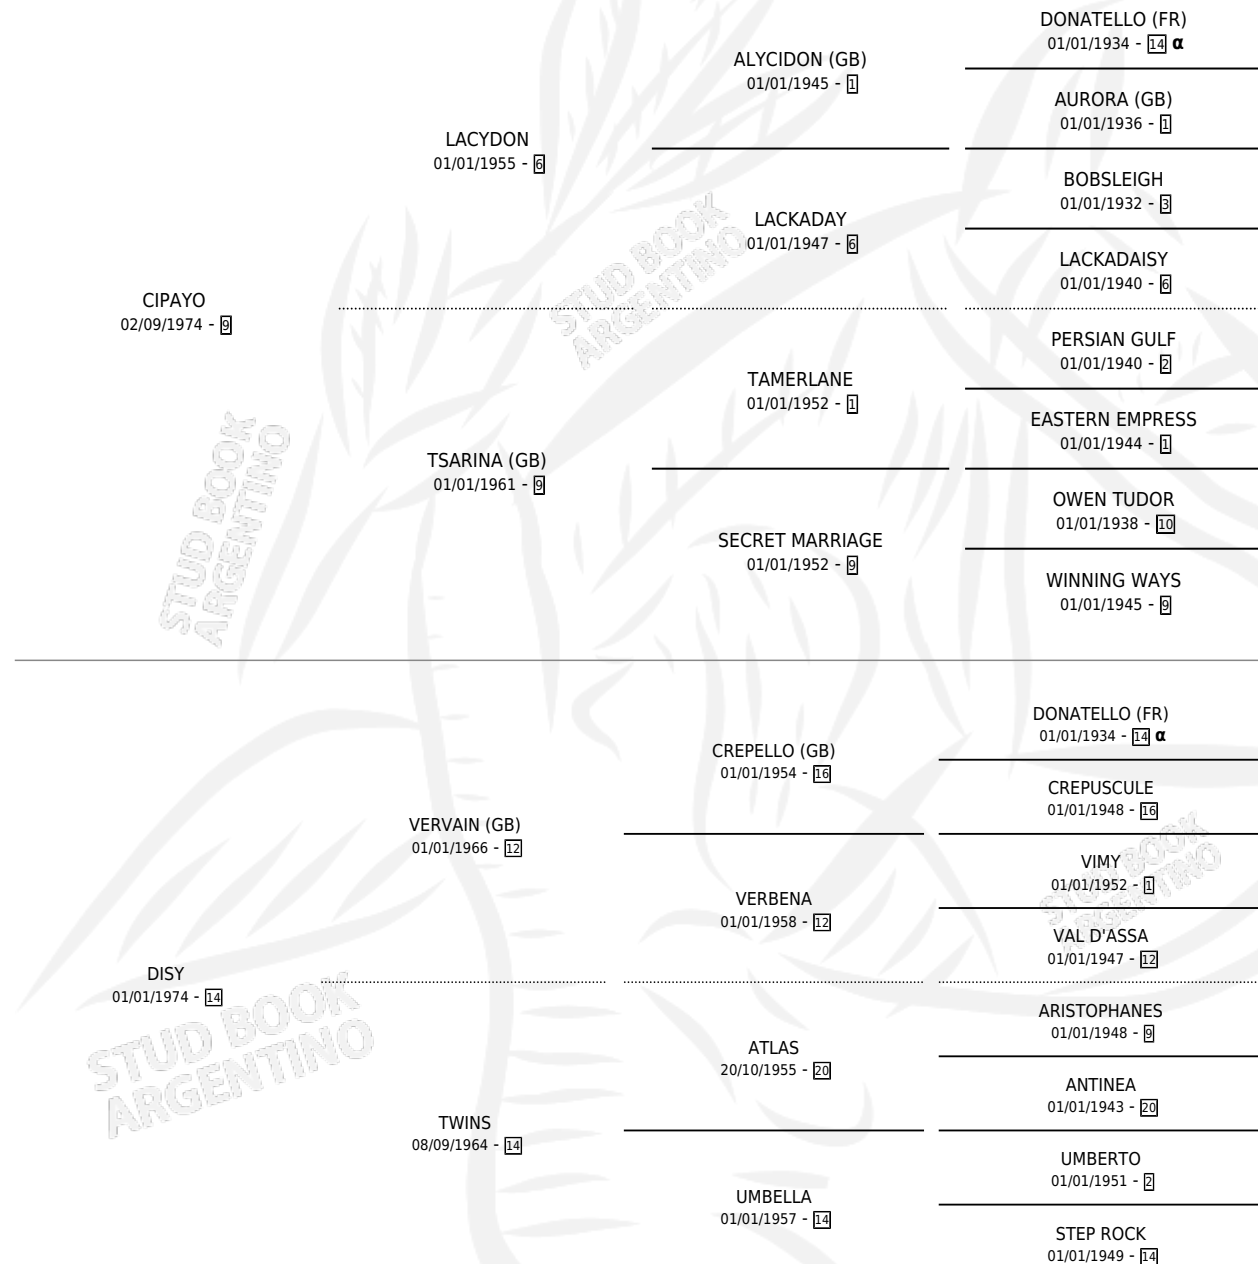 DONATELLO (FR)
01/01/1934 - 14 α
ALYCIDON (GB)
01/01/1945 - 1
AURORA (GB)
01/01/1936 - 1
LACYDON
01/01/1955 - 6
BOBSLEIGH
01/01/1932 - 3
LACKADAY
01/01/1947 - 6
LACKADAISY
01/01/1940 - 6
CIPAYO
02/09/1974 - 9
PERSIAN GULF
01/01/1940 - 2
TAMERLANE
01/01/1952 - 1
EASTERN EMPRESS
01/01/1944 - 1
TSARINA (GB)
01/01/1961 - 9
OWEN TUDOR
01/01/1938 - 10
SECRET MARRIAGE
01/01/1952 - 9
WINNING WAYS
01/01/1945 - 9
STUD BOOK
ARGENTINO
STUD BOOK
ARGENTINO
DONATELLO (FR)
01/01/1934 - 14 α
CREPELLO (GB)
01/01/1954 - 16
CREPUSCULE
01/01/1948 - 16
VERVAIN (GB)
01/01/1966 - 12
VIMY
01/01/1952 - 1
VERBENA
01/01/1958 - 12
VAL D'ASSA
01/01/1947 - 12
DISY
01/01/1974 - 14
ARISTOPHANES
01/01/1948 - 9
ATLAS
20/10/1955 - 20
ANTINEA
01/01/1943 - 20
TWINS
08/09/1964 - 14
UMBERTO
01/01/1951 - 2
UMBELLA
01/01/1957 - 14
STEP ROCK
01/01/1949 - 14
STUD BOOK
ARGENTINO
STUD BOOK
ARGENTINO